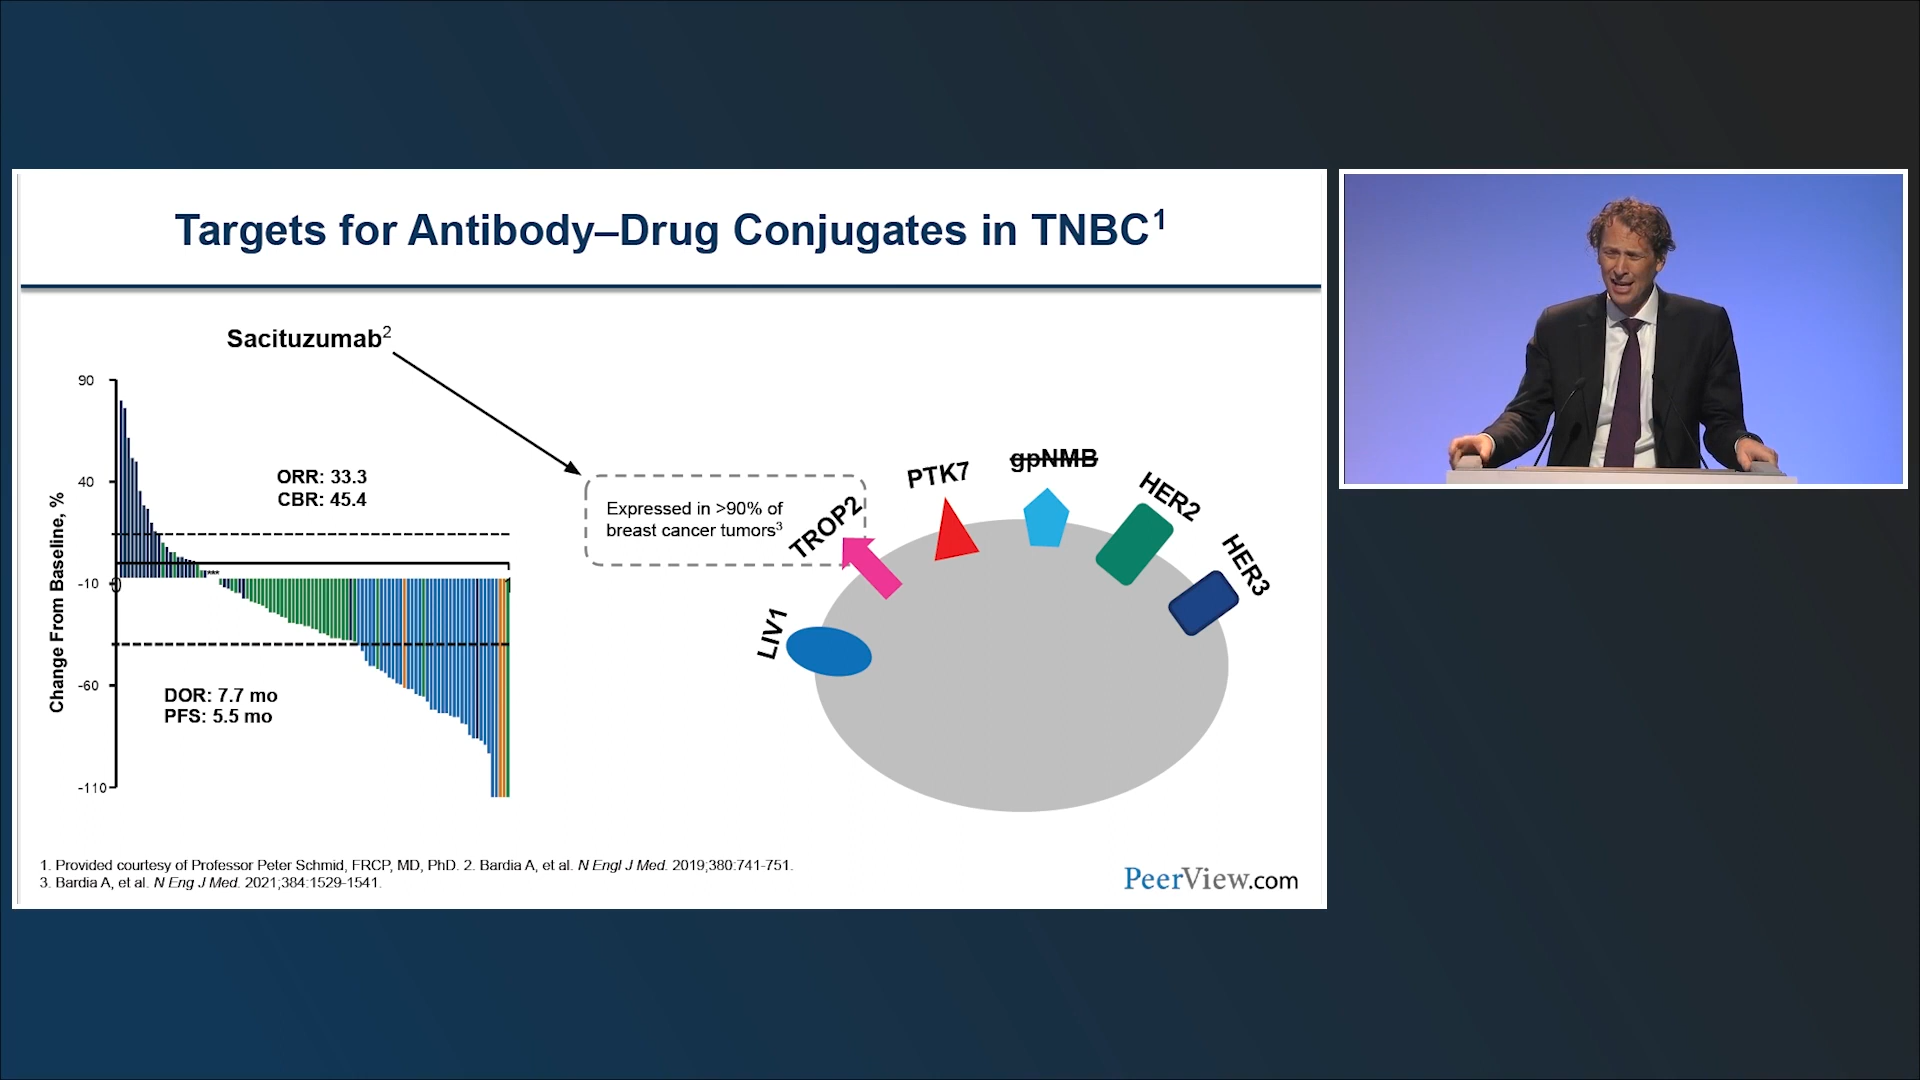 Targets for Antibody–Drug Conjugates in TNBC1
Sacituzumab2
90
40
-10
-60
-110
0
Change From Baseline, %
ORR: 33.3
CBR: 45.4
***
DOR: 7.7 mo
PFS: 5.5 mo
Expressed in >90% of
breast cancer tumors3
LIV1
TROP2
PTK7
gpNMB
HER2
HER3
1. Provided courtesy of Professor Peter Schmid, FRCP, MD, PhD. 2. Bardia A, et al. N Engl J Med. 2019;380:741-751.
3. Bardia A, et al. N Eng J Med. 2021;384:1529-1541.
PeerView.com